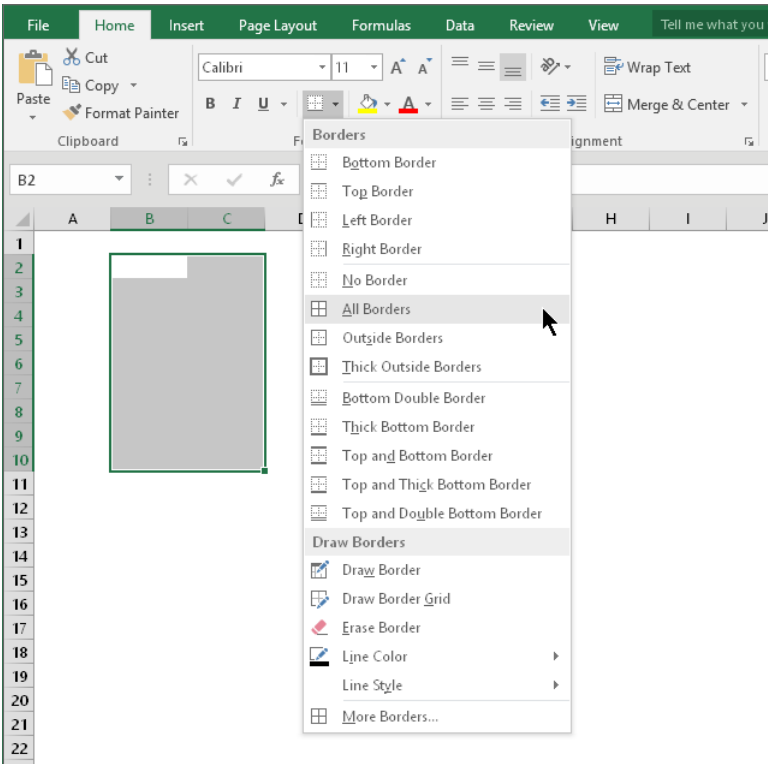 File Home Insert Page Layout Formulas Data Review View Tell me what you
Cut
Calibri 11 A A Wrap Text
Copy
Paste B I U A Merge & Center
Format Painter
Clipboard
Borders
B2 fx
A B C H I J
Bottom Border
Top Border
Left Border
Right Border
No Border
All Borders
Outside Borders
Thick Outside Borders
Bottom Double Border
Thick Bottom Border
Top and Bottom Border
Top and Thick Bottom Border
Top and Double Bottom Border
Draw Borders
Draw Border
Draw Border Grid
Erase Border
Line Color
Line Style
More Borders...
1
2
3
4
5
6
7
8
9
10
11
12
13
14
15
16
17
18
19
20
21
22